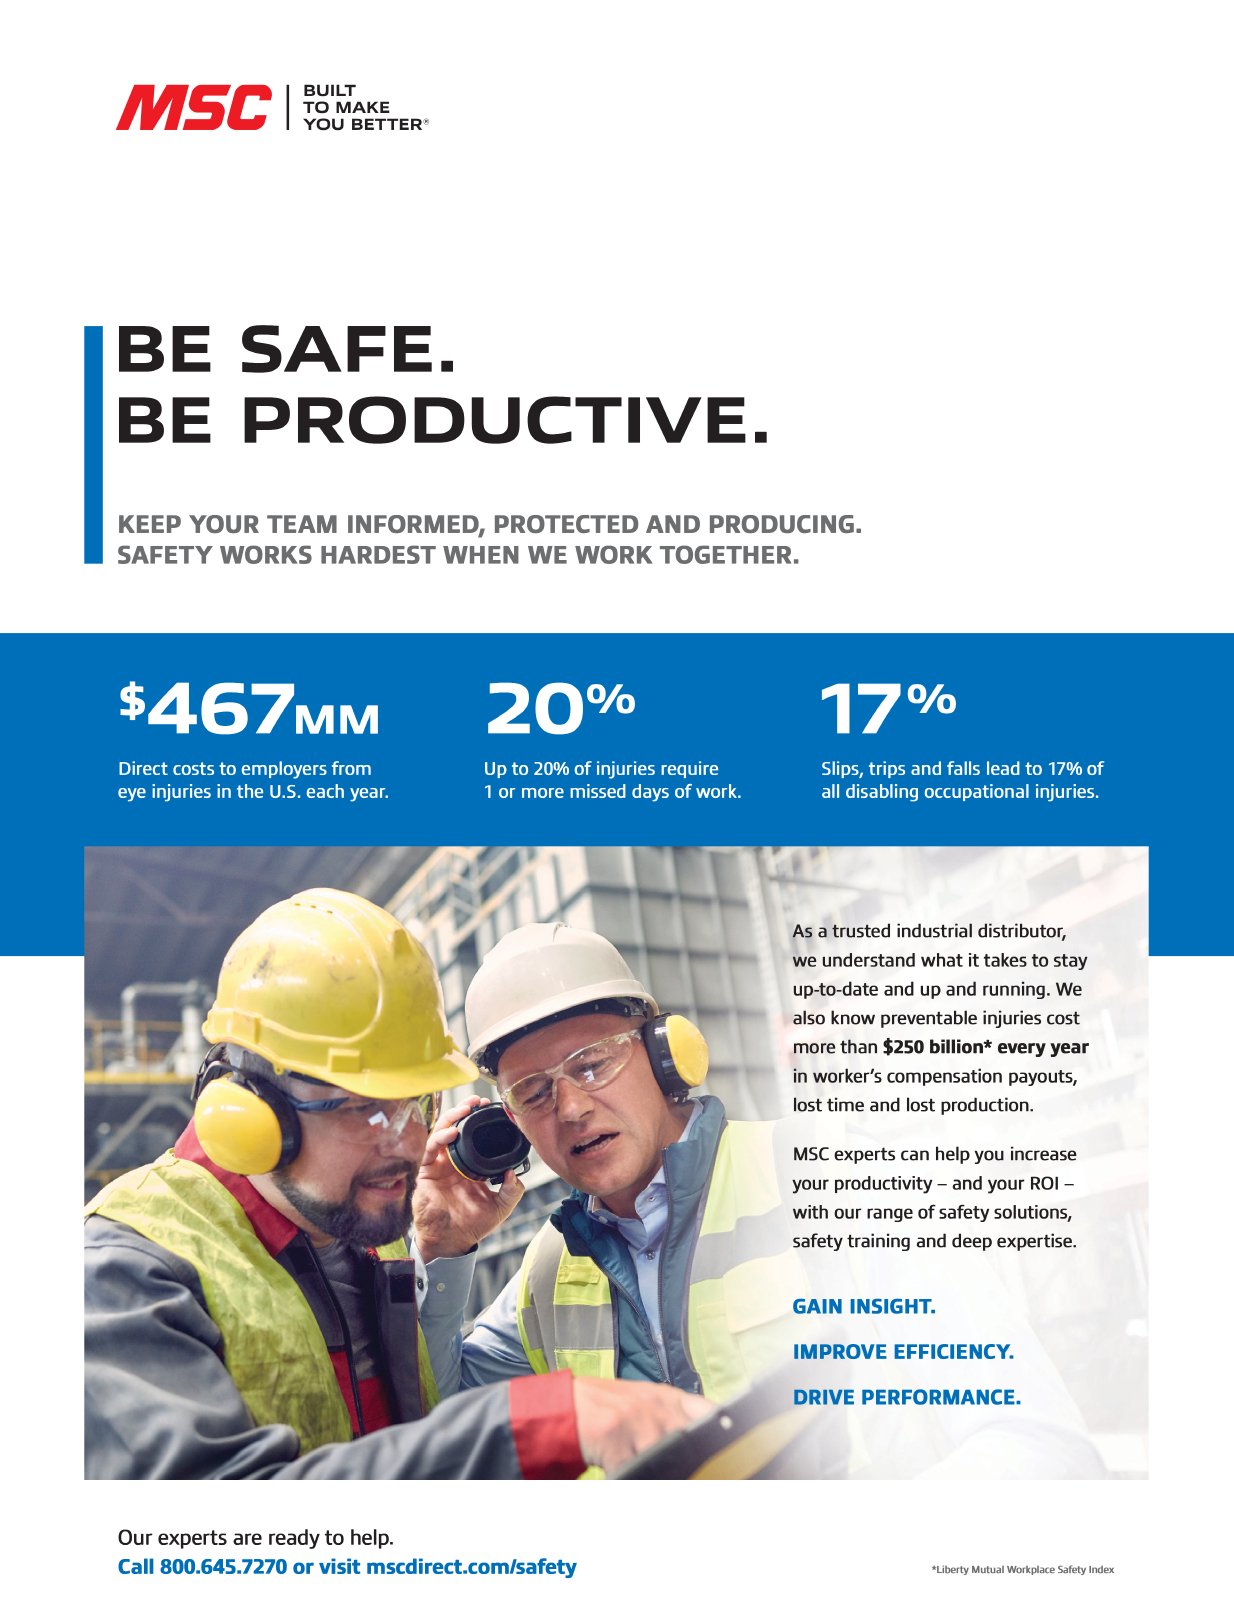 MSC
BUILT
TO MAKE
YOU BETTER®
BE SAFE.
BE PRODUCTIVE.
KEEP YOUR TEAM INFORMED, PROTECTED AND PRODUCING.
SAFETY WORKS HARDEST WHEN WE WORK TOGETHER.
$467MM
Direct costs to employers from
eye injuries in the U.S. each year.
20%
Up to 20% of injuries require
1 or more missed days of work.
17%
Slips, trips and falls lead to 17% of
all disabling occupational injuries.
As a trusted industrial distributor,
we understand what it takes to stay
up-to-date and up and running. We
also know preventable injuries cost
more than $250 billion* every year
in worker’s compensation payouts,
lost time and lost production.
MSC experts can help you increase
your productivity – and your ROI –
with our range of safety solutions,
safety training and deep expertise.
GAIN INSIGHT.
IMPROVE EFFICIENCY.
DRIVE PERFORMANCE.
Our experts are ready to help.
Call 800.645.7270 or visit mscdirect.com/safety
*Liberty Mutual Workplace Safety Index